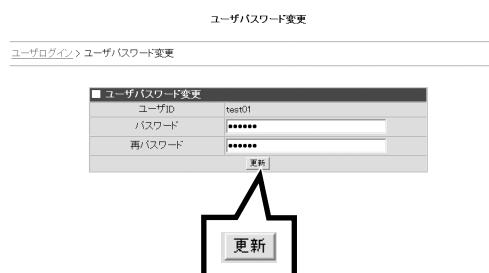 ユーザパスワード変更
ユーザログイン > ユーザパスワード変更
■ ユーザパスワード変更
ユーザID test01
パスワード ●●●●●●
再パスワード ●●●●●●
更新
更新